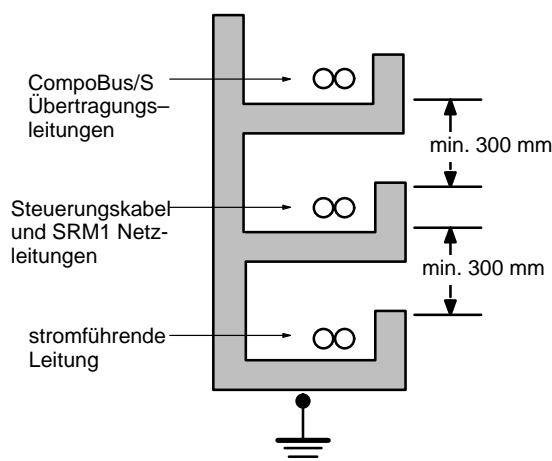 CompoBus/S
Übertragungs–
leitungen
min. 300 mm
Steuerungskabel
und SRM1 Netz-
leitungen
min. 300 mm
stromführende
Leitung